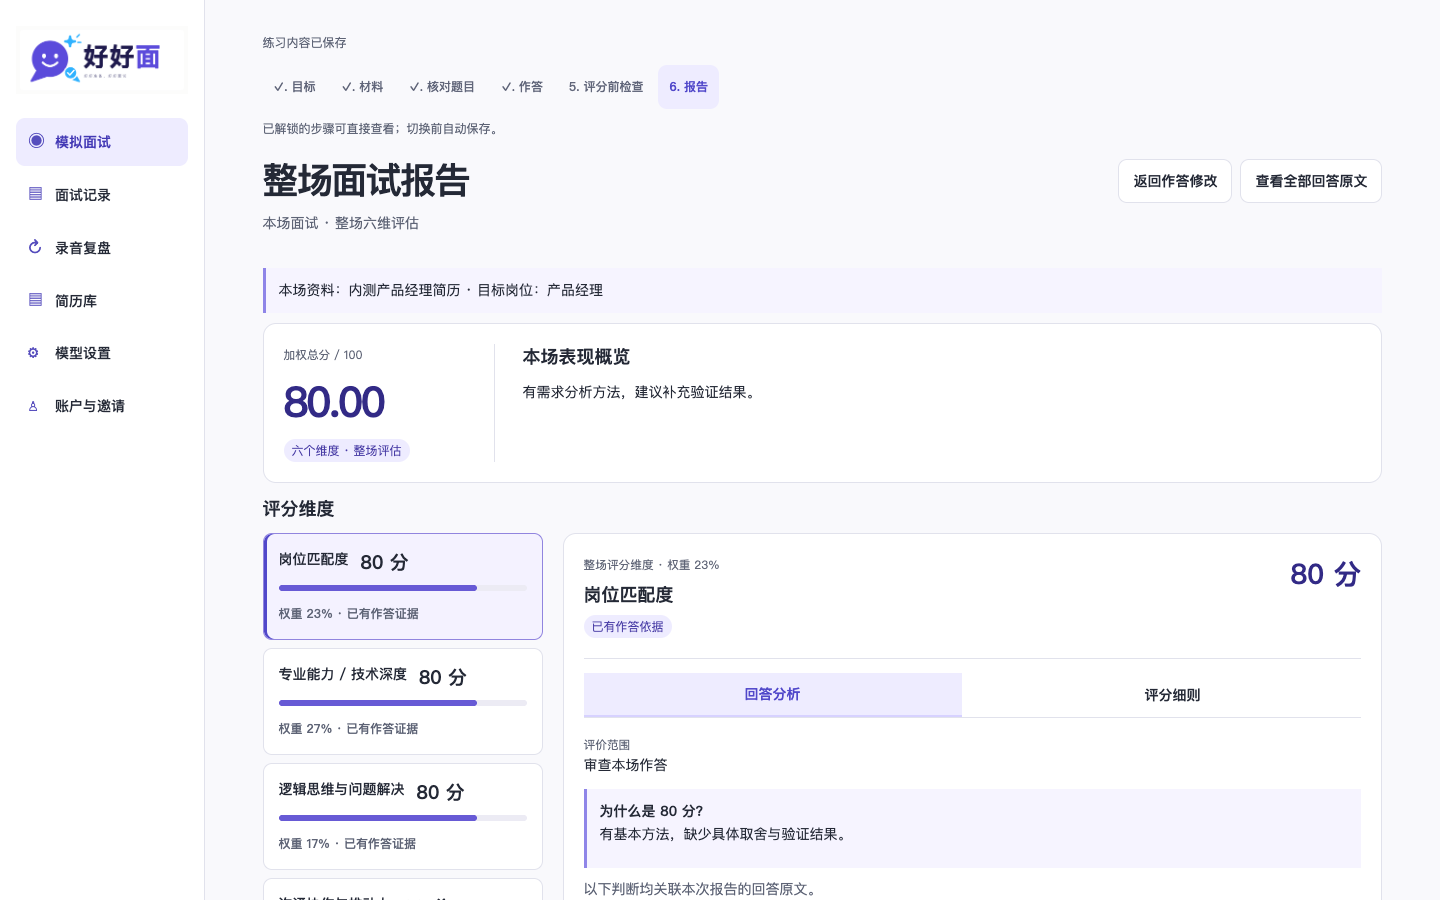 好好面
模拟面试
面试记录
录音复盘
简历库
模型设置
账户与邀请
练习内容已保存
✓. 目标
✓. 材料
✓. 核对题目
✓. 作答
5. 评分前检查
6. 报告
已解锁的步骤可直接查看；切换前自动保存。
整场面试报告
返回作答修改
查看全部回答原文
本场面试 · 整场六维评估
本场资料：内测产品经理简历 · 目标岗位：产品经理
加权总分 / 100
80.00
六个维度 · 整场评估
本场表现概览
有需求分析方法，建议补充验证结果。
评分维度
岗位匹配度 80 分
权重 23% · 已有作答证据
专业能力 / 技术深度 80 分
权重 27% · 已有作答证据
逻辑思维与问题解决 80 分
权重 17% · 已有作答证据
整场评分维度 · 权重 23%
岗位匹配度
80 分
已有作答依据
回答分析
评分细则
评价范围
审查本场作答
为什么是 80 分?
有基本方法，缺少具体取舍与验证结果。
以下判断均关联本次报告的回答原文。